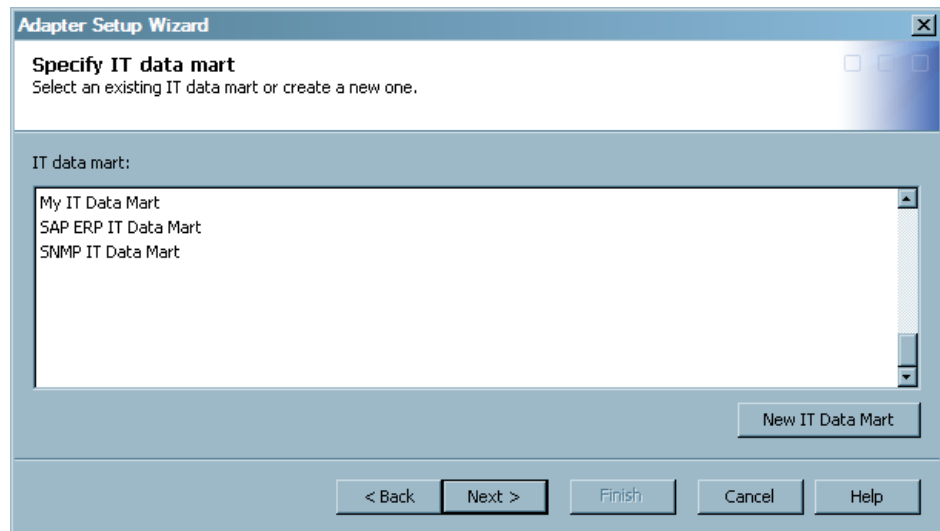 Adapter Setup Wizard
Specify IT data mart
Select an existing IT data mart or create a new one.
IT data mart:
My IT Data Mart
SAP ERP IT Data Mart
SNMP IT Data Mart
New IT Data Mart
< Back Next > Finish Cancel Help